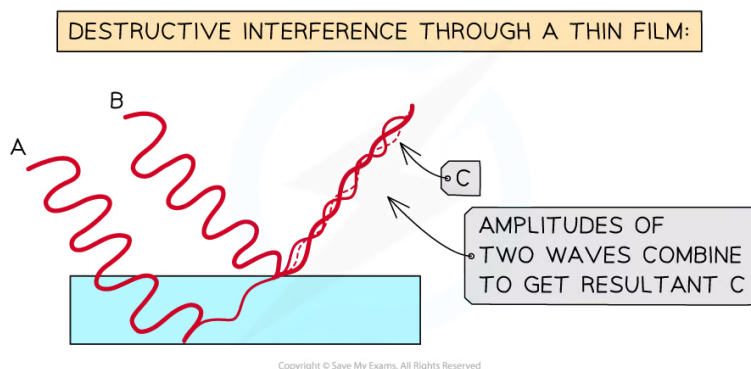 DESTRUCTIVE INTERFERENCE THROUGH A THIN FILM:
B
A
C
AMPLITUDES OF
TWO WAVES COMBINE
TO GET RESULTANT C
Copyright © Save My Exams. All Rights Reserved